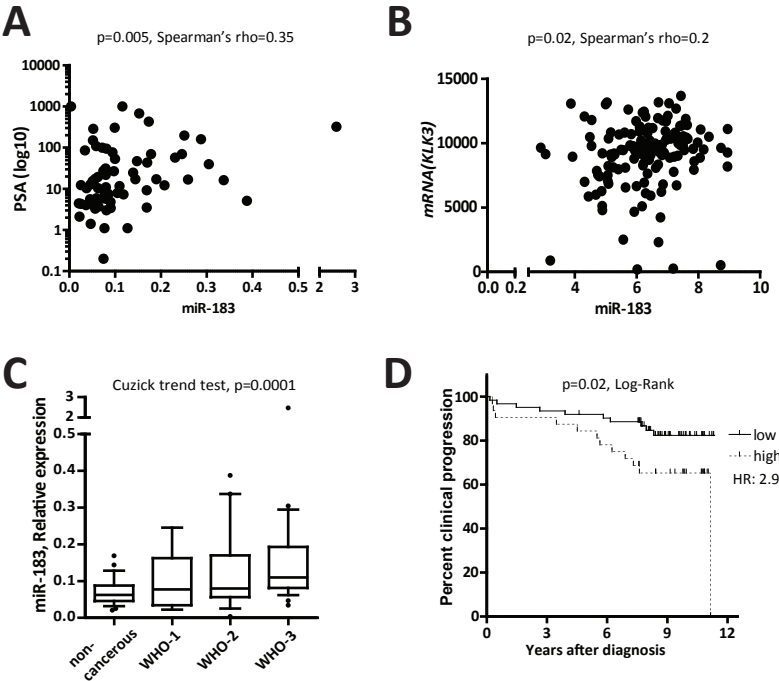 A
p=0.005, Spearman's rho=0.35
PSA (log10)
10000
1000
100
10
1
0.1
0.0 0.1 0.2 0.3 0.4 0.5 2 3
miR-183
B
p=0.02, Spearman's rho=0.2
mRNA(KLK3)
15000
10000
5000
0
0.0 0.2 4 6 8 10
miR-183
C
Cuzick trend test, p=0.0001
miR-183, Relative expression
3
2
0.5
0.4
0.3
0.2
0.1
0.0
non-
cancerous
WHO-1
WHO-2
WHO-3
D
p=0.02, Log-Rank
Percent clinical progression
100
80
60
40
20
0
0 3 6 9 12
Years after diagnosis
low
high
HR: 2.9